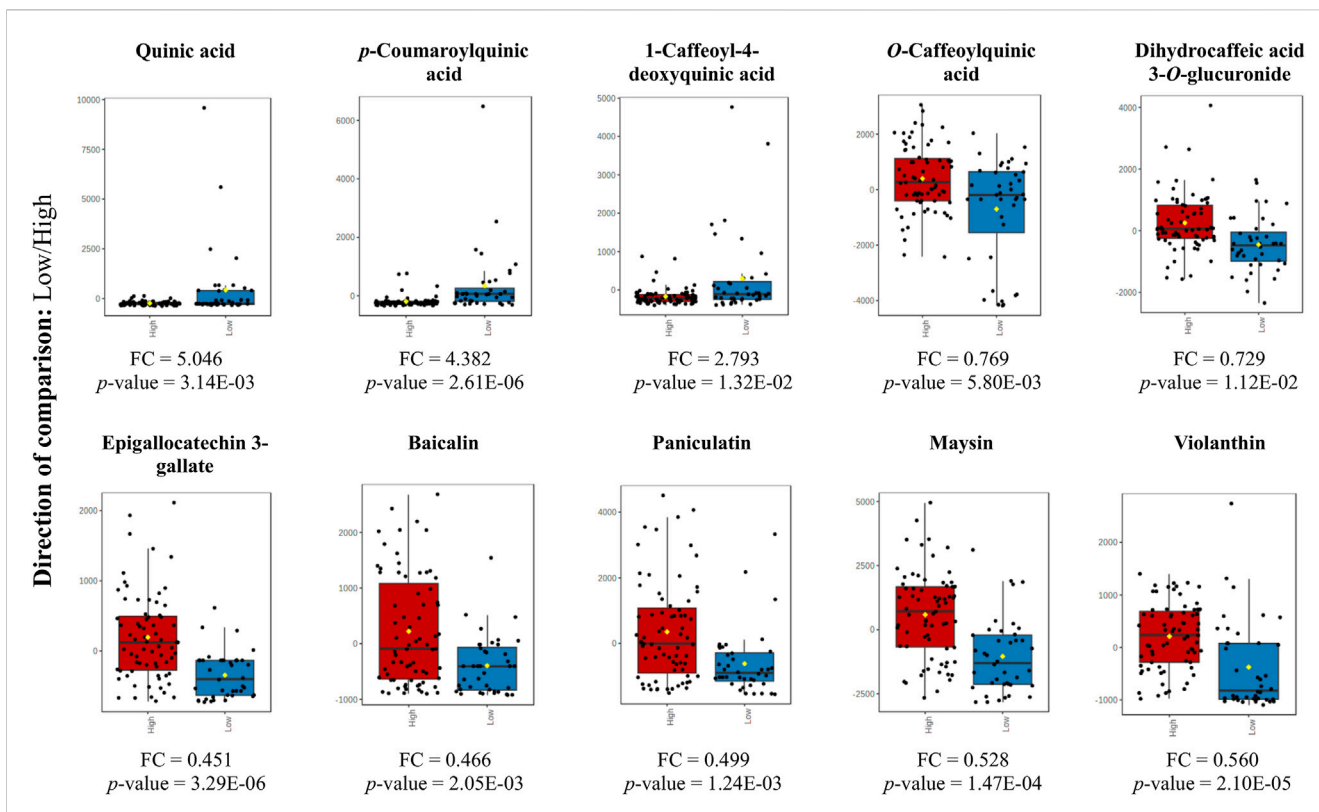 Direction of comparison: Low/High
Quinic acid
10000
7500
5000
2500
0
High
Low
FC = 5.046
p-value = 3.14E-03
p-Coumaroylquinic
acid
6000
4000
2000
0
High
Low
FC = 4.382
p-value = 2.61E-06
1-Caffeoyl-4-
deoxyquinic acid
5000
4000
3000
2000
1000
0
High
Low
FC = 2.793
p-value = 1.32E-02
O-Caffeoylquinic
acid
2000
0
-2000
-4000
High
Low
FC = 0.769
p-value = 5.80E-03
Dihydrocaffeic acid
3-O-glucuronide
4000
2000
0
-2000
High
Low
FC = 0.729
p-value = 1.12E-02
Epigallocatechin 3-
gallate
2000
1000
0
High
Low
FC = 0.451
p-value = 3.29E-06
Baicalin
2000
1000
0
-1000
High
Low
FC = 0.466
p-value = 2.05E-03
Paniculatin
4000
2000
0
High
Low
FC = 0.499
p-value = 1.24E-03
Maysin
5000
2500
0
-2500
High
Low
FC = 0.528
p-value = 1.47E-04
Violanthin
2000
1000
0
-1000
High
Low
FC = 0.560
p-value = 2.10E-05